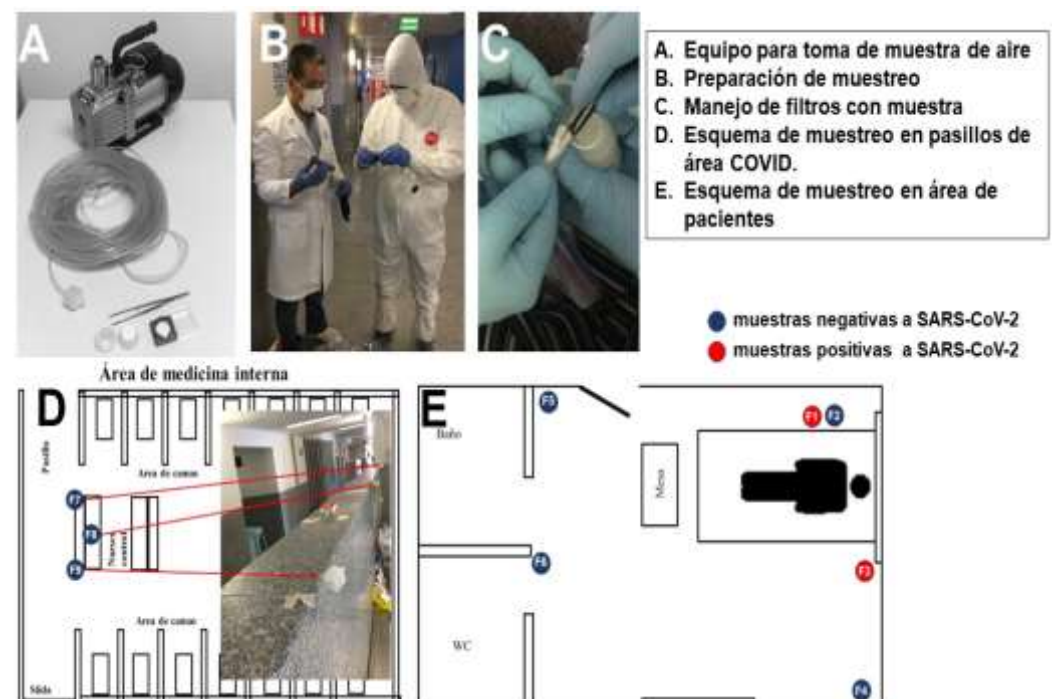 A
B
C
A. Equipo para toma de muestra de aire
B. Preparación de muestreo
C. Manejo de filtros con muestra
D. Esquema de muestreo en pasillos de
área COVID.
E. Esquema de muestreo en área de
pacientes
muestras negativas a SARS-CoV-2
muestras positivas a SARS-CoV-2
Área de medicina interna
D
Pasillo
Area de camas
F7
F8
F9
central
Area de camas
E
Baño
F5
F1
F2
Mesa
F6
F3
WC
F4